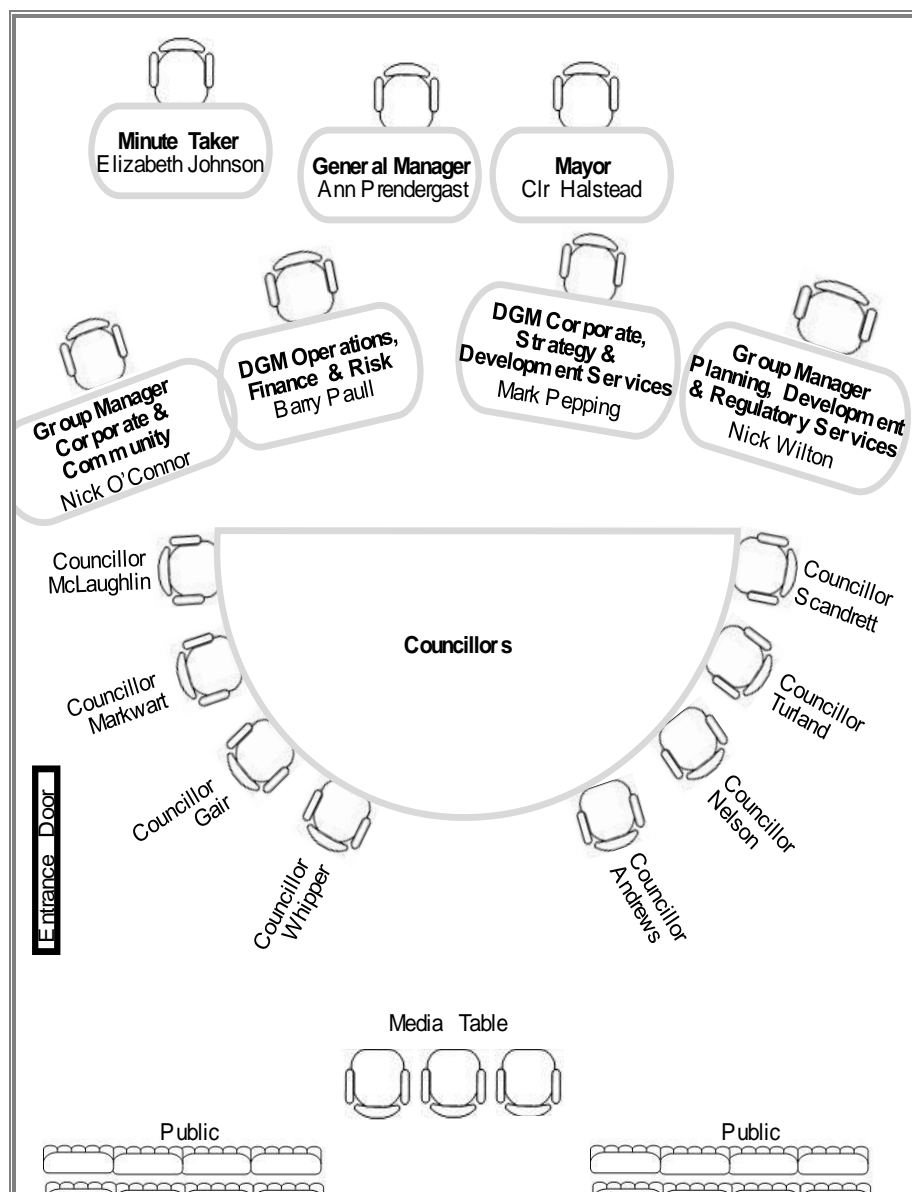 Minute Taker
Elizabeth Johnson
General Manager
Ann Prendergast
Mayor
Clr Halstead
Group Manager
Corporate &
Community
Nick O'Connor
DGM Operations,
Finance & Risk
Barry Paull
DGM Corporate,
Strategy &
Development Services
Mark Pepping
Group Manager
Planning, Development
& Regulatory Services
Nick Wilton
Councillor
McLaughlin
Councillor
Scandrett
Councillors
Councillor
Markwart
Councillor
Turland
Councillor
Gair
Councillor
Nelson
Councillor
Whipper
Councillor
Andrews
Entrance Door
Media Table
Public
Public